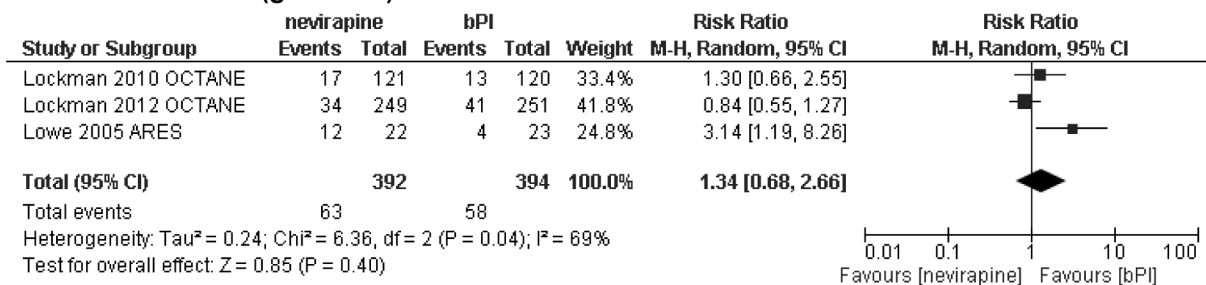 nevirapine bPI Risk Ratio Risk Ratio
Study or Subgroup Events Total Events Total Weight M-H, Random, 95% CI M-H, Random, 95% CI
Lockman 2010 OCTANE 17 121 13 120 33.4% 1.30 [0.66, 2.55]
Lockman 2012 OCTANE 34 249 41 251 41.8% 0.84 [0.55, 1.27]
Lowe 2005 ARES 12 22 4 23 24.8% 3.14 [1.19, 8.26]
Total (95% CI) 392 394 100.0% 1.34 [0.68, 2.66]
Total events 63 58
Heterogeneity: Tau² = 0.24; Chi² = 6.36, df = 2 (P = 0.04); I² = 69%
Test for overall effect: Z = 0.85 (P = 0.40)
0.01 0.1 1 10 100
Favours [nevirapine] Favours [bPI]